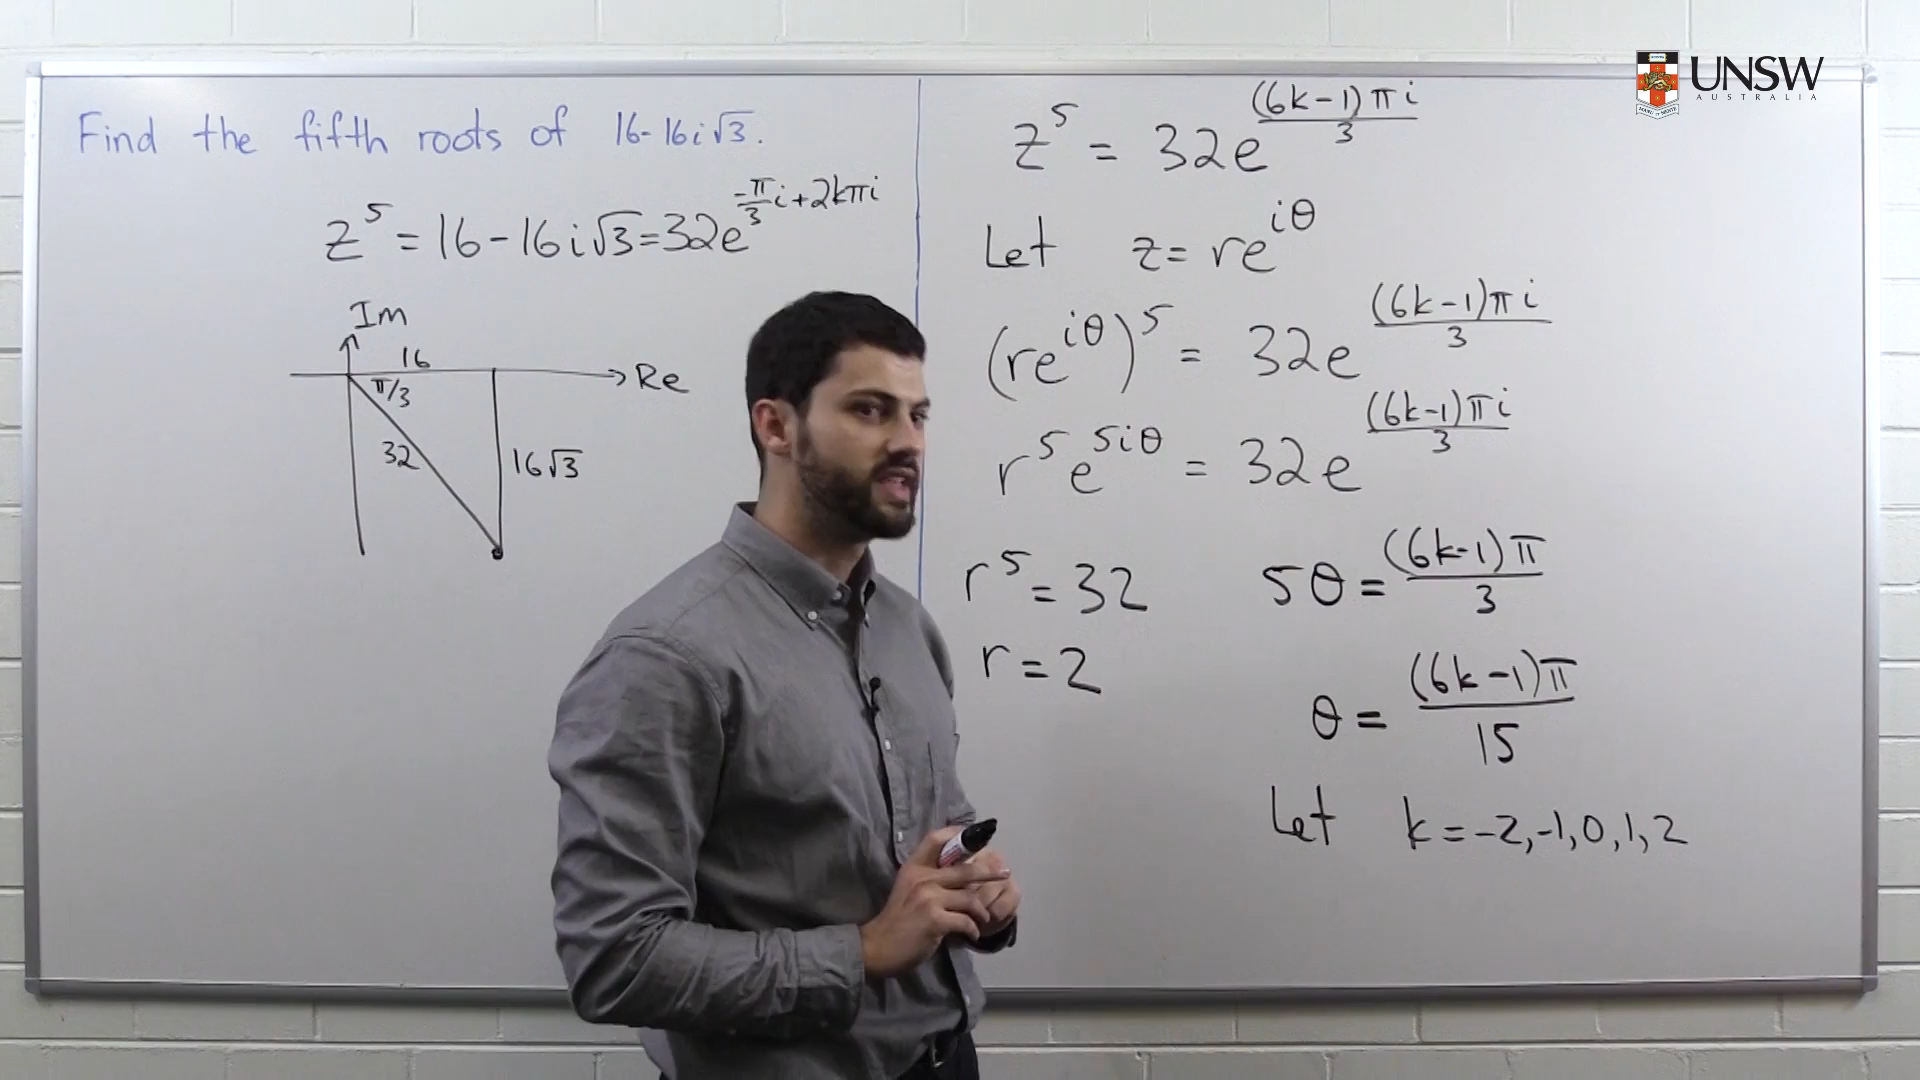 Find the fifth roots of 16-16i√3.
z^5 = 16-16i√3 = 32e^(-π/3 i+2kπi)
Im
16
Re
π/3
32
16√3
z^5 = 32e^((6k-1)πi/3)
Let z = re^(iθ)
(re^(iθ))^5 = 32e^((6k-1)πi/3)
r^5 e^(5iθ) = 32e^((6k-1)πi/3)
r^5 = 32
5θ = (6k-1)π/3
r = 2
θ = (6k-1)π/15
Let k = -2, -1, 0, 1, 2
UNSW
AUSTRALIA